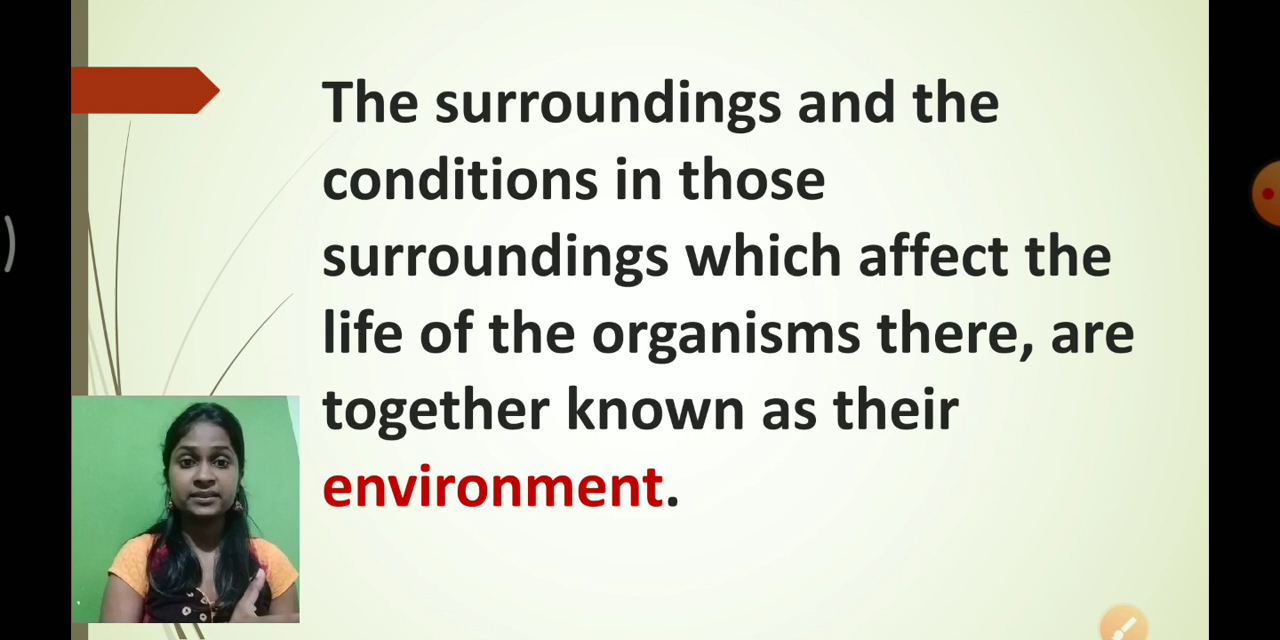 The surroundings and the
conditions in those
surroundings which affect the
life of the organisms there, are
together known as their
environment.